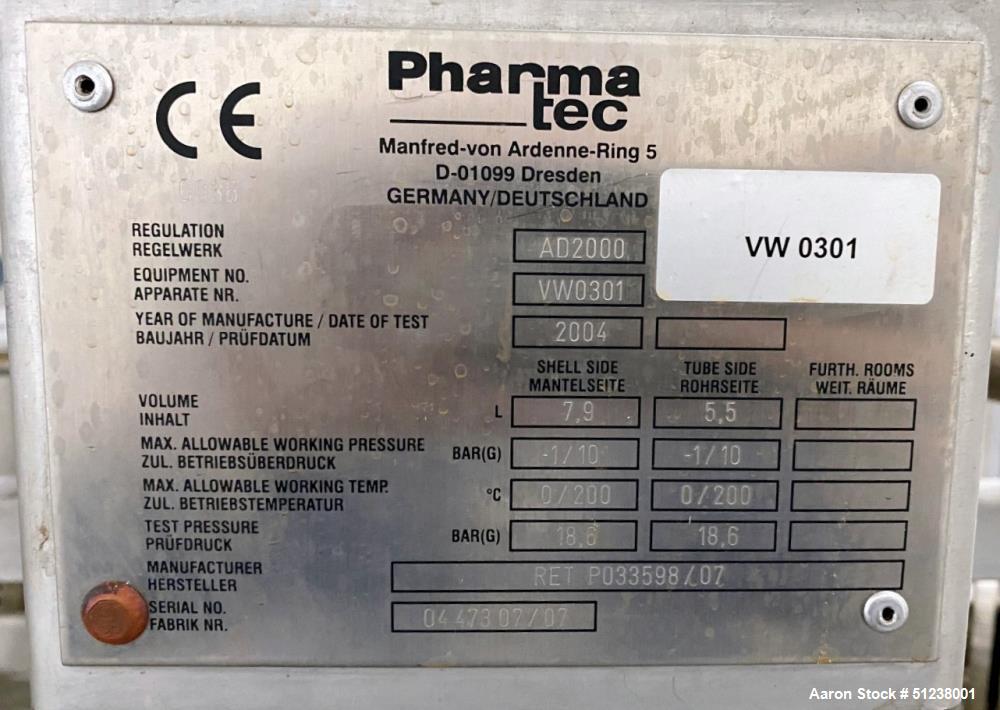 CE
Pharma
tec
Manfred-von Ardenne-Ring 5
D-01099 Dresden
GERMANY/DEUTSCHLAND
VW 0301
REGULATION
REGELWERK
AD2000
EQUIPMENT NO.
APPARATE NR.
VW0301
YEAR OF MANUFACTURE / DATE OF TEST
BAUJAHR / PRÜFDATUM
2004
SHELL SIDE TUBE SIDE FURTH. ROOMS
MANTELSEITE ROHRSEITE WEIT. RÄUME
VOLUME
INHALT
L 7,9 5,5
MAX. ALLOWABLE WORKING PRESSURE
ZUL. BETRIEBSÜBERDRUCK
BAR(G) -1/10 -1/10
MAX. ALLOWABLE WORKING TEMP.
ZUL. BETRIEBSTEMPERATUR
°C 0/200 0/200
TEST PRESSURE
PRÜFDRUCK
BAR(G) 18,6 18,6
MANUFACTURER
HERSTELLER
RET P033598/07
SERIAL NO.
FABRIK NR.
04 473 07/07
Aaron Stock # 51238001